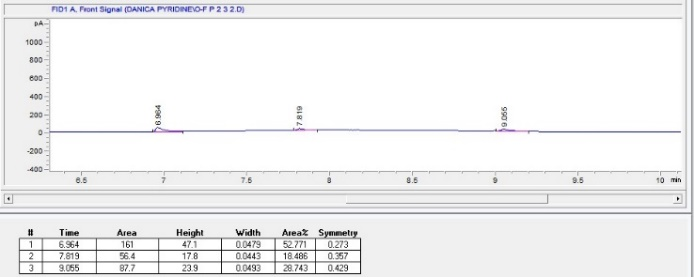 FID1 A, Front Signal (DANICA PYRIDINE\O-F P 2 3 2.D)
pA
1000
800
600
400
200
0
-200
-400
6.964
7.819
9.055
6.5 7 7.5 8 8.5 9 9.5 10 min
# Time Area Height Width Area% Symmetry
1 6.964 161 47.1 0.0479 52.771 0.273
2 7.819 56.4 17.8 0.0443 18.486 0.357
3 9.055 87.7 23.9 0.0493 28.743 0.429